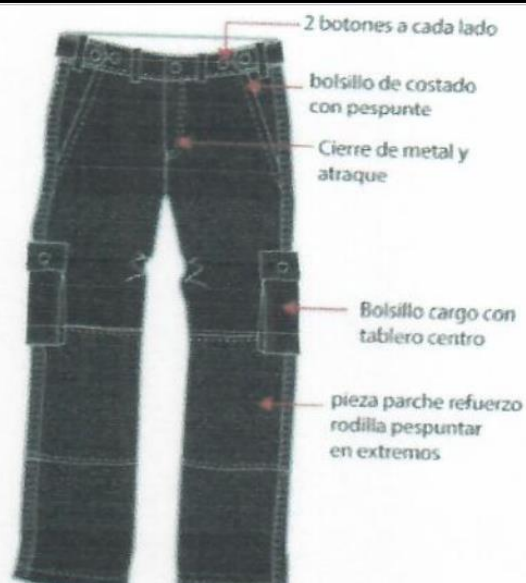 2 botones a cada lado
bolsillo de costado
con pespunte
Cierre de metal y
atraque
Bolsillo cargo con
tablero centro
pieza parche refuerzo
rodilla pespuntar
en extremos